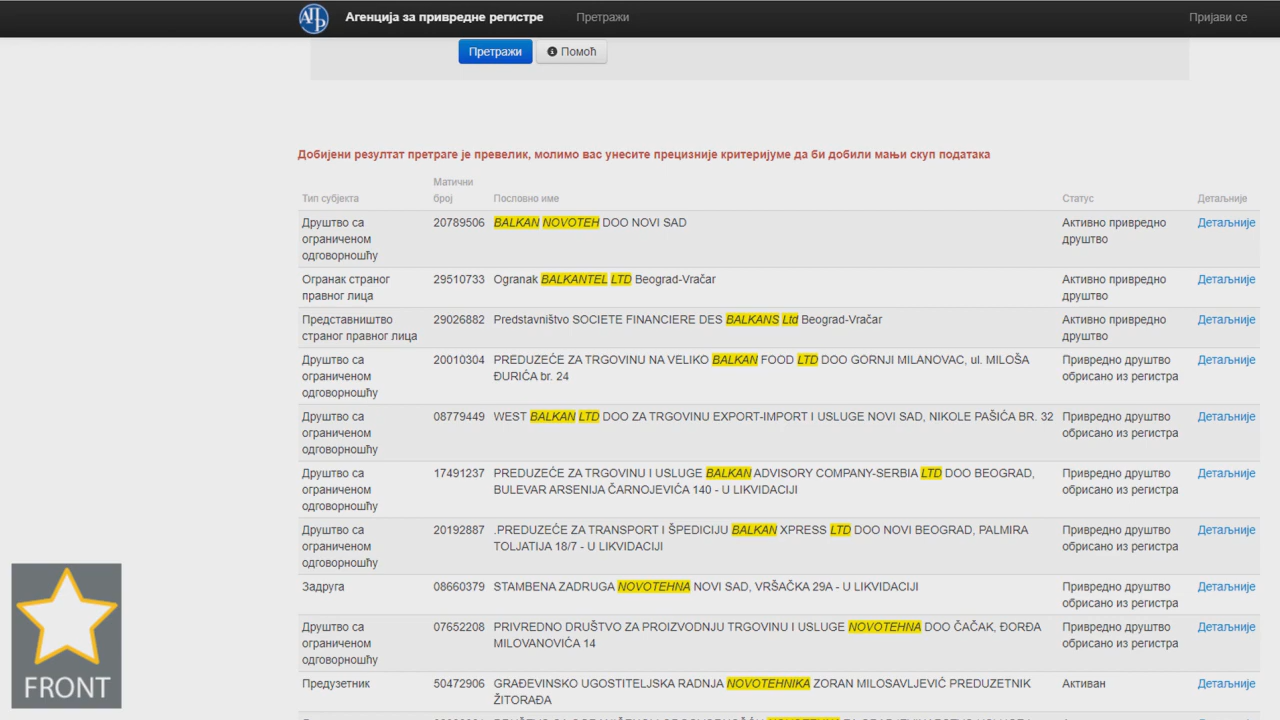 АПР Агенција за привредне регистре Претражи Пријави се
Претражи Помоћ
Добијени резултат претраге је превелик, молимо вас унесите прецизније критеријуме да би добили мањи скуп података
Тип субјекта Матични број Пословно име Статус Детаљније
Друштво са ограниченом одговорношћу 20789506 BALKAN NOVOTEH DOO NOVI SAD Активно привредно друштво Детаљније
Огранак страног правног лица 29510733 Ogranak BALKANTEL LTD Beograd-Vračar Активно привредно друштво Детаљније
Представништво страног правног лица 29026882 Predstavništvo SOCIETE FINANCIERE DES BALKANS Ltd Beograd-Vračar Активно привредно друштво Детаљније
Друштво са ограниченом одговорношћу 20010304 PREDUZEĆE ZA TRGOVINU NA VELIKO BALKAN FOOD LTD DOO GORNJI MILANOVAC, ul. MILOŠA ĐURIĆA br. 24 Привредно друштво обрисано из регистра Детаљније
Друштво са ограниченом одговорношћу 08779449 WEST BALKAN LTD DOO ZA TRGOVINU EXPORT-IMPORT I USLUGE NOVI SAD, NIKOLE PAŠIĆA BR. 32 Привредно друштво обрисано из регистра Детаљније
Друштво са ограниченом одговорношћу 17491237 PREDUZEĆE ZA TRGOVINU I USLUGE BALKAN ADVISORY COMPANY-SERBIA LTD DOO BEOGRAD, BULEVAR ARSENIJA ČARNOJEVIĆA 140 - U LIKVIDACIJI Привредно друштво обрисано из регистра Детаљније
Друштво са ограниченом одговорношћу 20192887 .PREDUZEĆE ZA TRANSPORT I ŠPEDICIJU BALKAN XPRESS LTD DOO NOVI BEOGRAD, PALMIRA TOLJATIJA 18/7 - U LIKVIDACIJI Привредно друштво обрисано из регистра Детаљније
Задруга 08660379 STAMBENA ZADRUGA NOVOTEHNA NOVI SAD, VRŠAČKA 29A - U LIKVIDACIJI Привредно друштво обрисано из регистра Детаљније
Друштво са ограниченом одговорношћу 07652208 PRIVREDNO DRUŠTVO ZA PROIZVODNJU TRGOVINU I USLUGE NOVOTEHNA DOO ČAČAK, ĐORĐA MILOVANOVIĆA 14 Привредно друштво обрисано из регистра Детаљније
Предузетник 50472906 GRAĐEVINSKO UGOSTITELJSKA RADNJA NOVOTEHNIKA ZORAN MILOSAVLJEVIĆ PREDUZETNIK ŽITORAĐA Активан Детаљније
FRONT